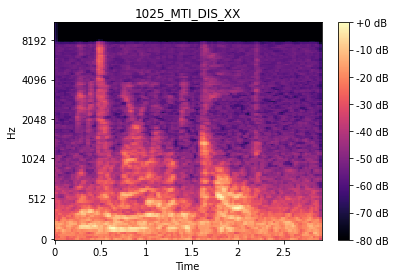 1025_MTI_DIS_XX
8192
4096
2048
1024
512
0
Hz
0
0.5
1
1.5
2
2.5
Time
+0 dB
-10 dB
-20 dB
-30 dB
-40 dB
-50 dB
-60 dB
-70 dB
-80 dB